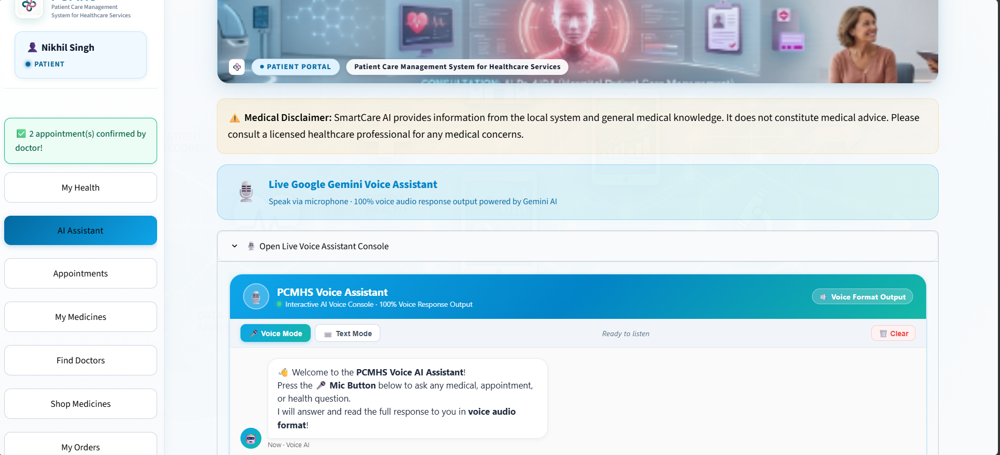 Patient Care Management
System for Healthcare Services
Nikhil Singh
PATIENT
2 appointment(s) confirmed by
doctor!
My Health
AI Assistant
Appointments
My Medicines
Find Doctors
Shop Medicines
My Orders
PATIENT PORTAL
Patient Care Management System for Healthcare Services
Medical Disclaimer: SmartCare AI provides information from the local system and general medical knowledge. It does not constitute medical advice. Please
consult a licensed healthcare professional for any medical concerns.
Live Google Gemini Voice Assistant
Speak via microphone · 100% voice audio response output powered by Gemini AI
Open Live Voice Assistant Console
PCMHS Voice Assistant
Interactive AI Voice Console · 100% Voice Response Output
Voice Format Output
Voice Mode
Text Mode
Ready to listen
Clear
Welcome to the PCMHS Voice AI Assistant!
Press the Mic Button below to ask any medical, appointment,
or health question.
I will answer and read the full response to you in voice audio
format!
Now · Voice AI